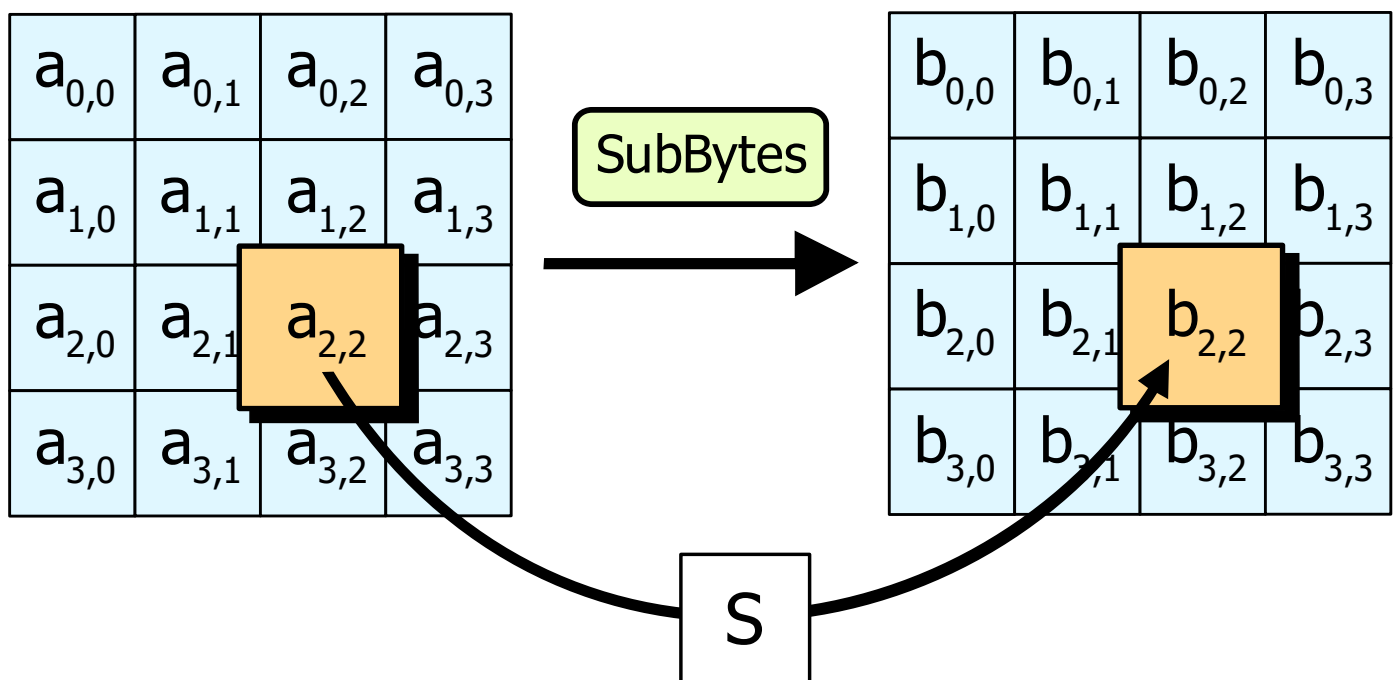 a0,0 a0,1 a0,2 a0,3
b0,0 b0,1 b0,2 b0,3
SubBytes
a1,0 a1,1 a1,2 a1,3
b1,0 b1,1 b1,2 b1,3
a2,0 a2,1 a2,2 a2,3
b2,0 b2,1 b2,2 b2,3
a3,0 a3,1 a3,2 a3,3
b3,0 b3,1 b3,2 b3,3
S